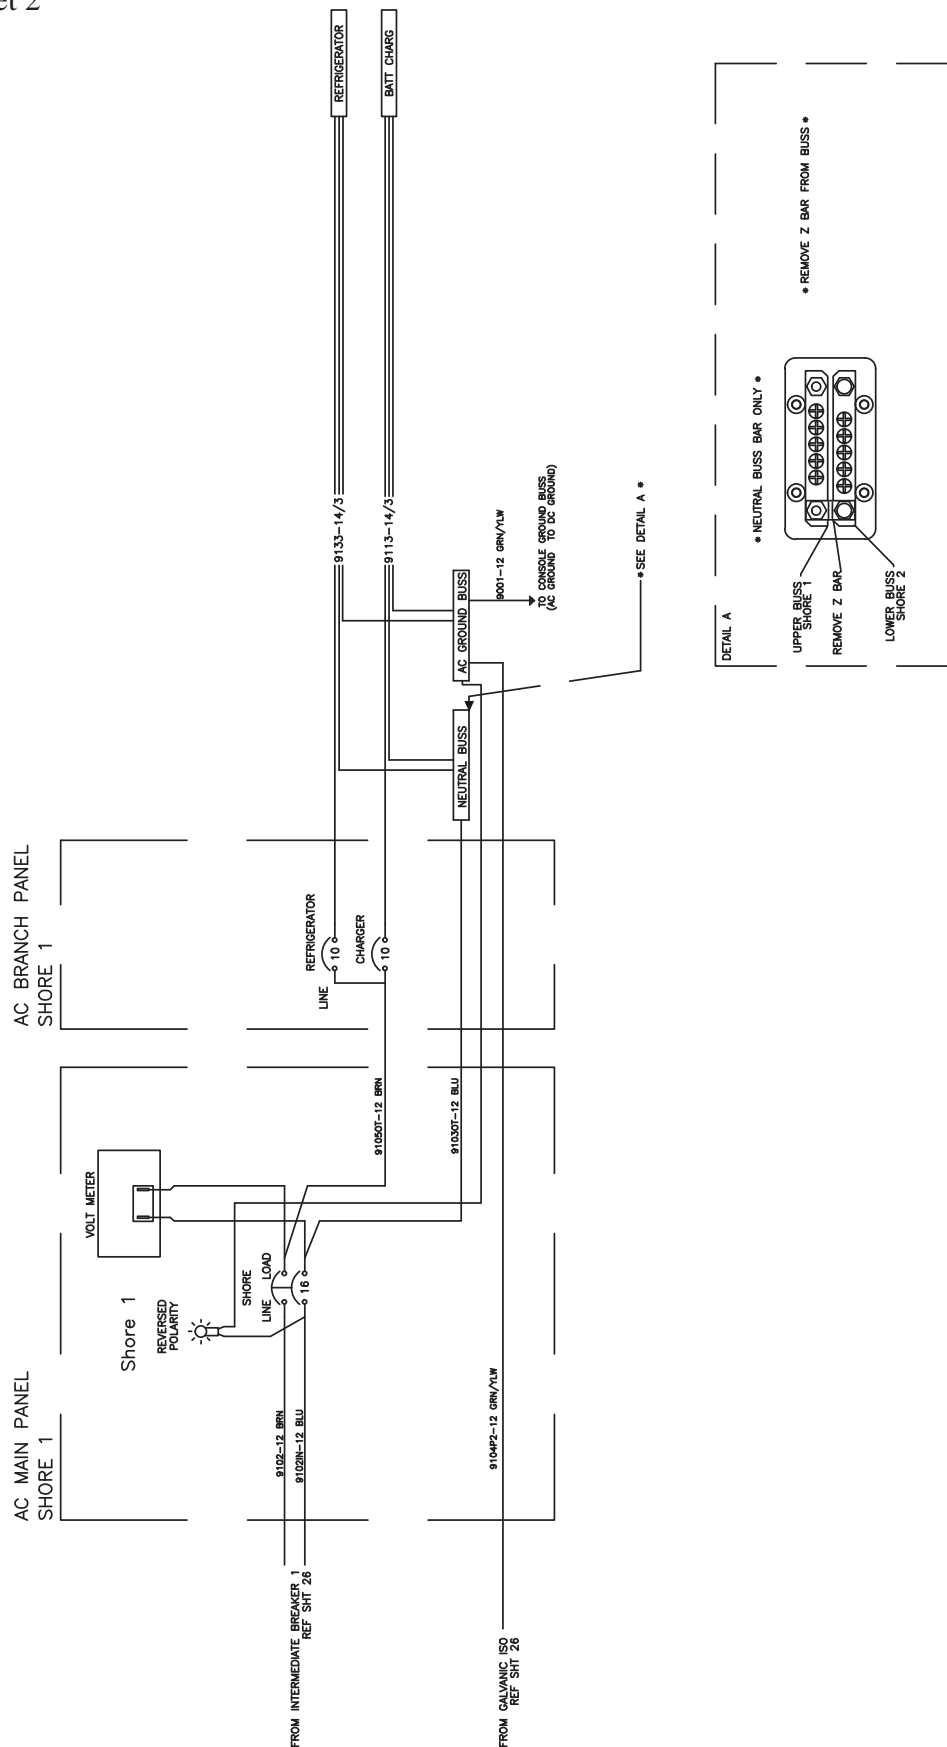 et 2
REFRIGERATOR
BATT CHARG
9133-14/3
9113-14/3
AC GROUND BUSS
9001-12 GRN/YLW
TO CONSOLE GROUND BUSS
(AC GROUND TO DC GROUND)
*SEE DETAIL A *
NEUTRAL BUSS
DETAIL A
* NEUTRAL BUSS BAR ONLY *
* REMOVE Z BAR FROM BUSS *
UPPER BUSS
SHORE 1
REMOVE Z BAR
LOWER BUSS
SHORE 2
AC BRANCH PANEL
SHORE 1
REFRIGERATOR
10
CHARGER
10
LINE
9105OT-12 BRN
9103OT-12 BLU
AC MAIN PANEL
SHORE 1
VOLT METER
Shore 1
REVERSED
POLARITY
SHORE
LINE LOAD
16
9102-12 BRN
9102IN-12 BLU
9104P2-12 GRN/YLW
FROM INTERMEDIATE BREAKER 1
REF SHT 26
FROM GALVANIC ISO
REF SHT 26